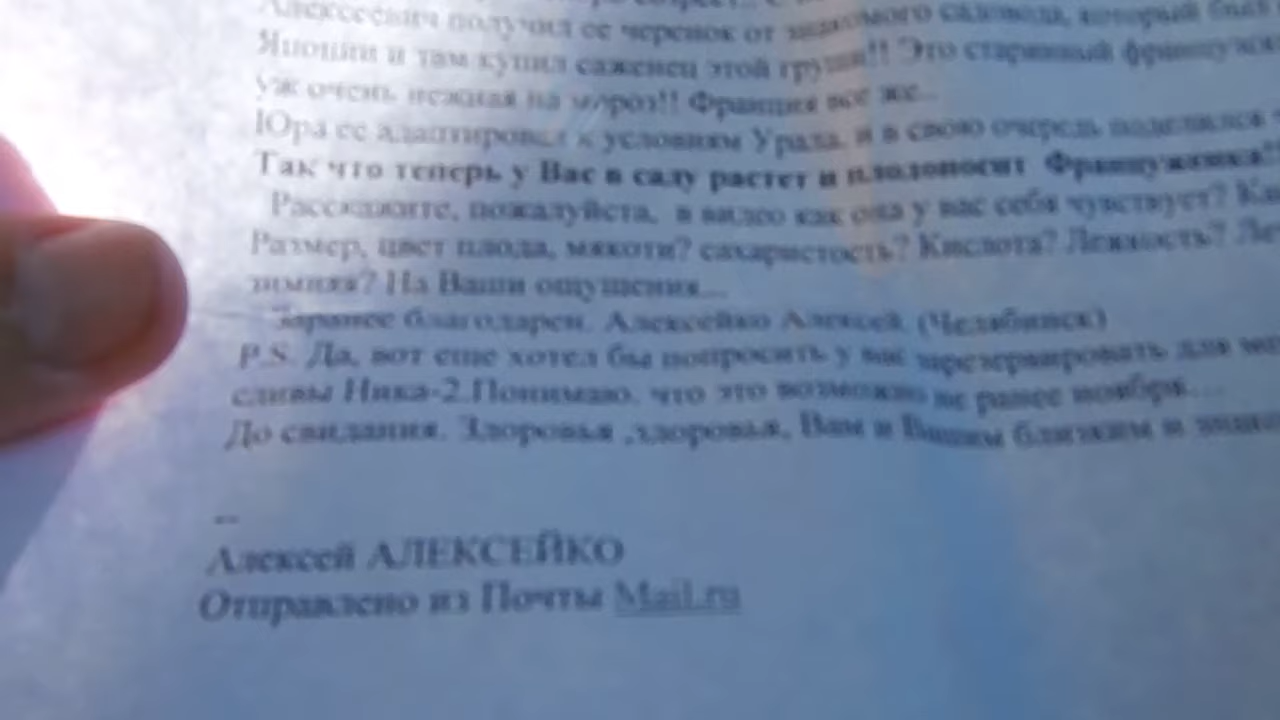 Алексеевич получил ее черенок от знакомого садовода, который был
Японии и там купил саженец этой груши!! Это старинный
Уж очень нежная на мороз!! Франция все же..
Юра ее адаптировал к условиям Урала, и в свою очередь поделился
Так что теперь у Вас в саду растет и плодоносит Француженка!!
Расскажите, пожалуйста, в видео как она у вас себя чувствует?
Размер, цвет плода, мякоти? сахаристость? Кислота? Лежкость?
зимняя? На Ваши ощущения...
Заранее благодарен. Алексейко Алексей. (Челябинск)
P.S. Да, вот еще хотел бы попросить у вас зарезервировать для
сливы Ника-2.Понимаю, что это возможно не ранее ноября....
До свидания. Здоровья ,здоровья, Вам и Вашим близким и
--
Алексей АЛЕКСЕЙКО
Отправлено из Почты Mail.ru